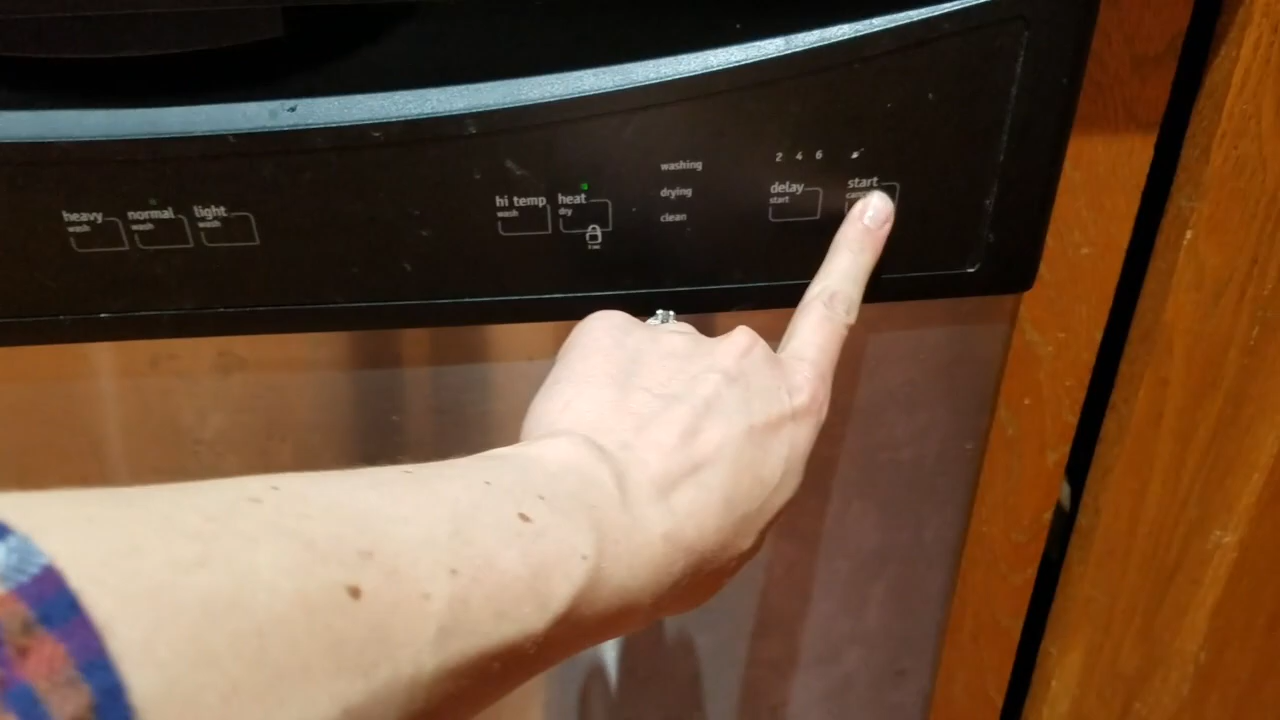 heavy
wash
normal
wash
light
wash
hi temp
wash
heat
dry
washing
drying
clean
2 4 6
delay
start
start